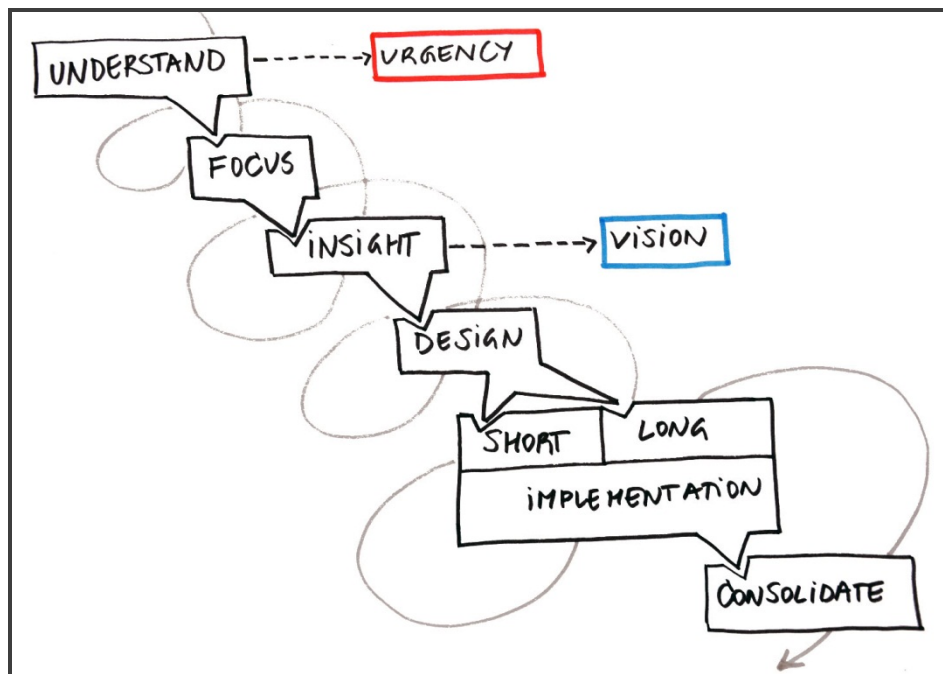 UNDERSTAND
URGENCY
FOCUS
INSIGHT
VISION
DESIGN
SHORT
LONG
IMPLEMENTATION
CONSOLIDATE